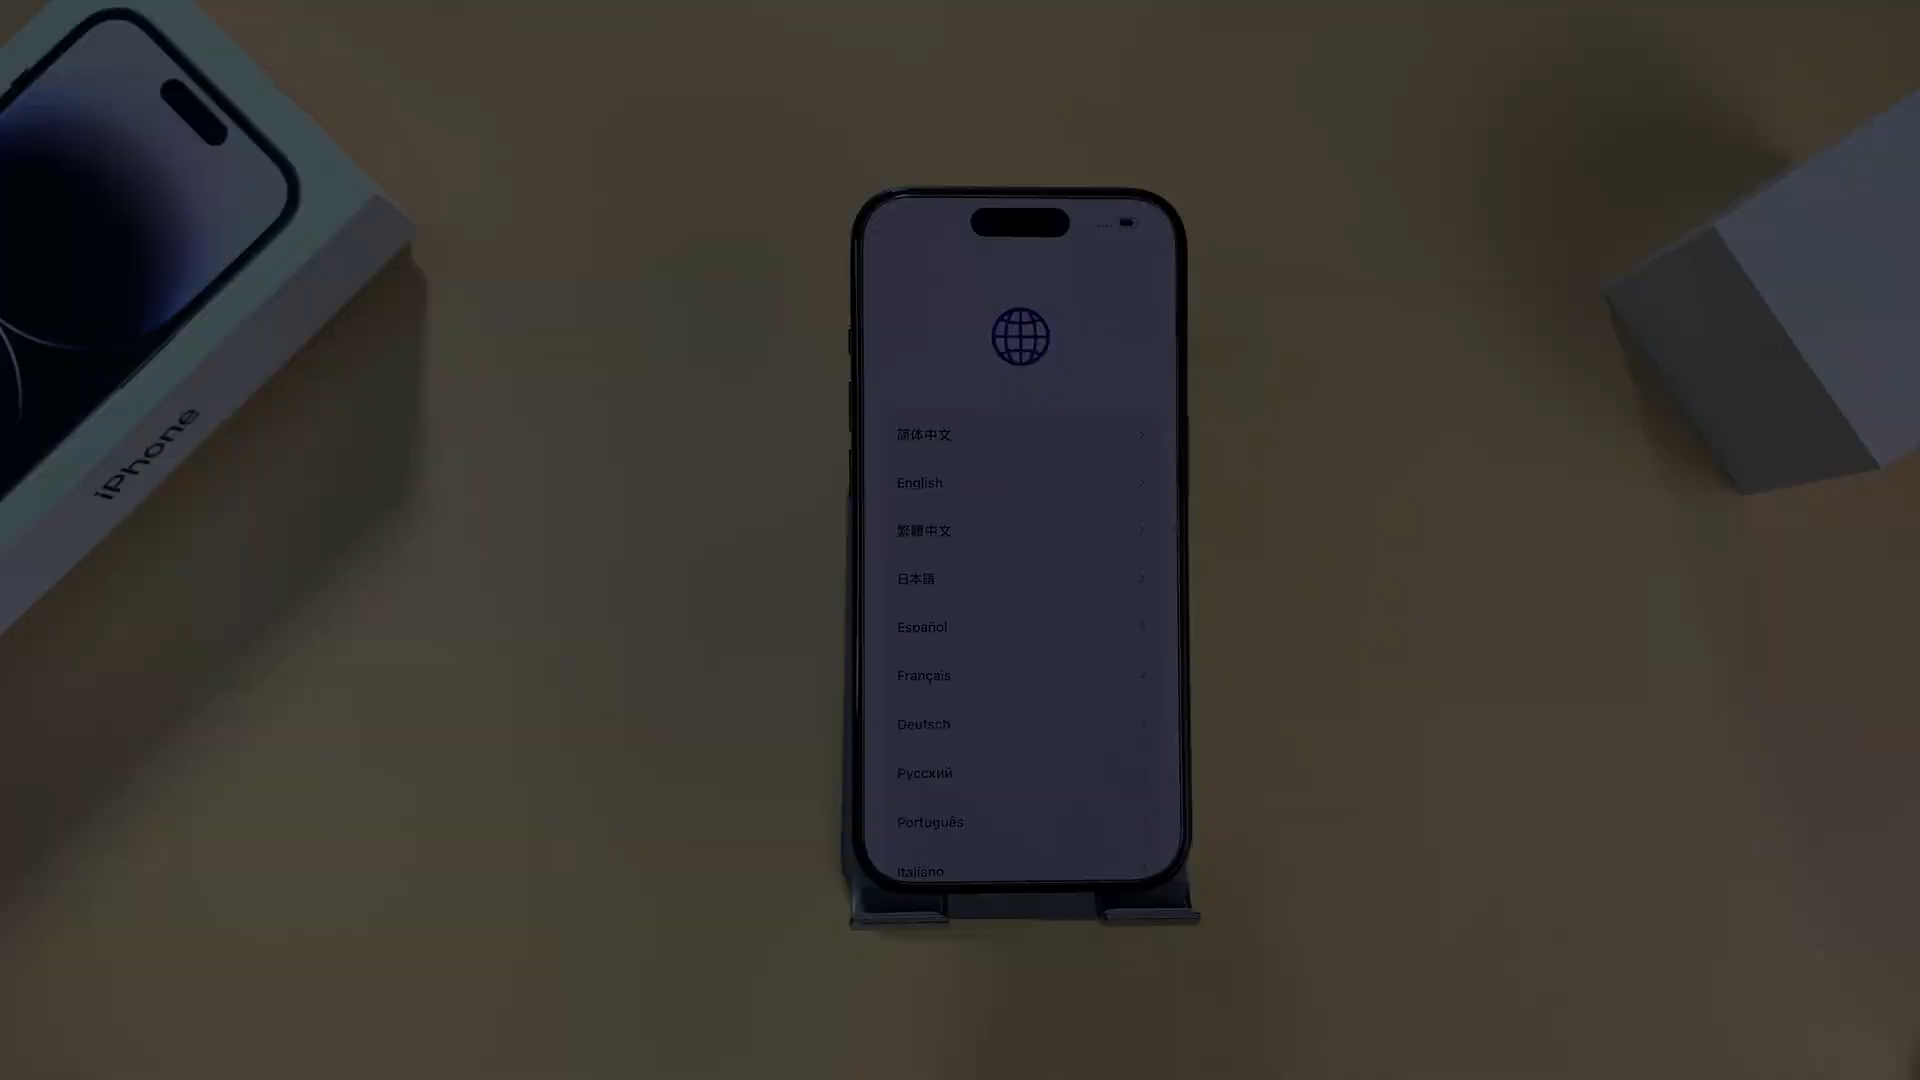 iPhone
简体中文
English
繁體中文
日本語
Español
Français
Deutsch
Русский
Português
Italiano